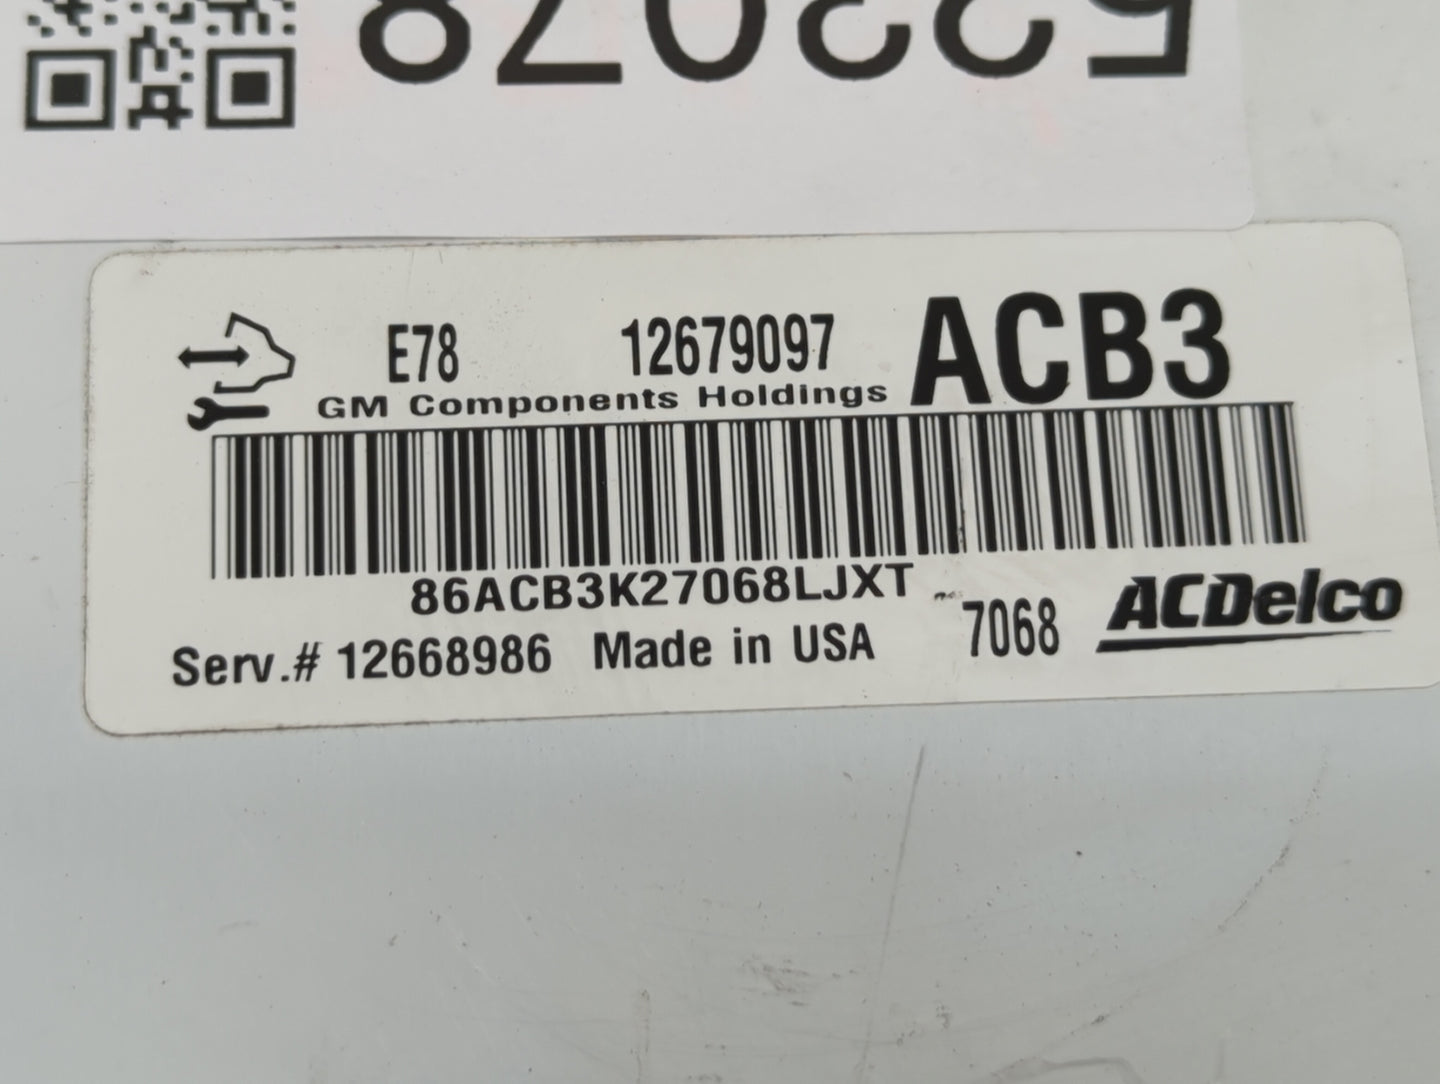 E78 12679097 ACB3
GM Components Holdings
86ACB3K27068LJXT
Serv.# 12668986 Made in USA 7068 ACDelco